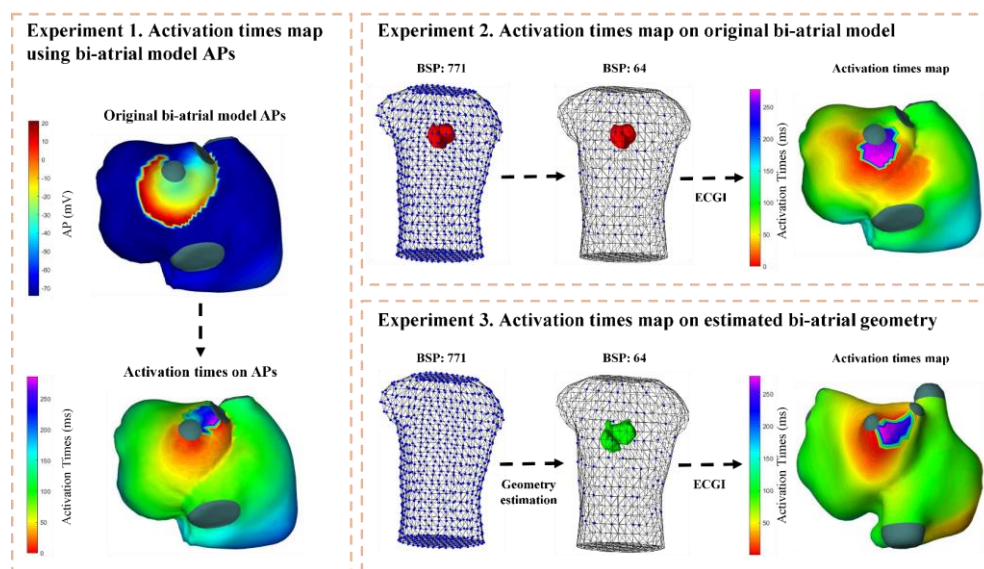 Experiment 1. Activation times map
using bi-atrial model APs
Original bi-atrial model APs
AP (mV)
20
10
0
-10
-20
-30
-40
-50
-60
-70
Activation times on APs
Activation Times (ms)
250
200
150
100
50
0
Experiment 2. Activation times map on original bi-atrial model
BSP: 771
BSP: 64
Activation times map
ECGI
Activation Times (ms)
250
200
150
100
50
0
Experiment 3. Activation times map on estimated bi-atrial geometry
BSP: 771
BSP: 64
Activation times map
Geometry
estimation
ECGI
Activation Times (ms)
250
200
150
100
50